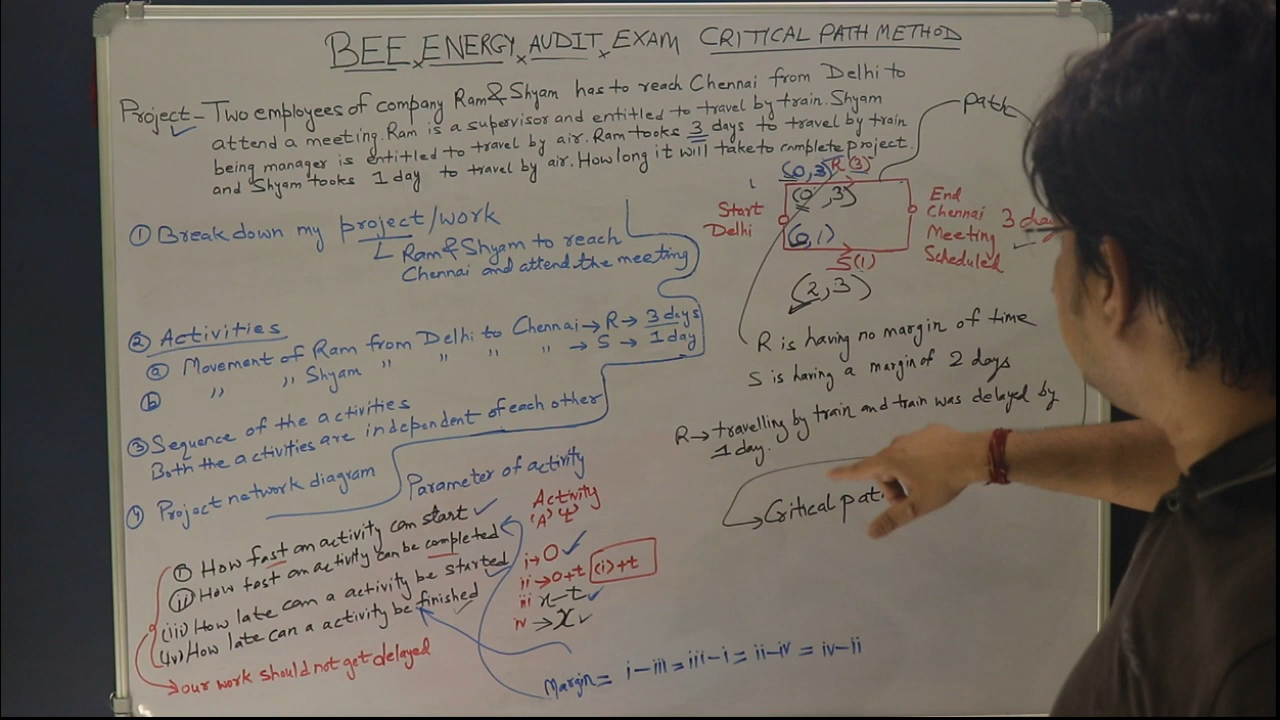 BEE ENERGY AUDIT EXAM CRITICAL PATH METHOD
Project - Two employees of company Ram & Shyam has to reach Chennai from Delhi to
attend a meeting. Ram is a supervisor and entitled to travel by train. Shyam
being manager is entitled to travel by air. Ram tooks 3 days to travel by train
and Shyam tooks 1 day to travel by air. How long it will take to complete project.
① Break down my project/work
Ram & Shyam to reach
Chennai and attend the meeting
② Activities
ⓐ Movement of Ram from Delhi to Chennai → R → 3 days
ⓑ " " Shyam " " " " → S → 1 day
③ Sequence of the activities
Both the activities are independent of each other
④ Project network diagram
Parameter of activity
(i) How fast an activity can start
(ii) How fast an activity can be completed
(iii) How late can a activity be started
(iv) How late can a activity be finished
our work should not get delayed
Activity
'A' 't'
i → 0
ii → 0+t (i)+t
iii x-t
iv → x
Margin = i-iii = iii-i = ii-iv = iv-ii
path
(0,3) R (3)
(0,3)
Start
Delhi
(0,1)
S(1)
(2,3)
End
Chennai
Meeting
Scheduled
3
R is having no margin of time
S is having a margin of 2 days
R → travelling by train and train was delayed by
1 day.
Critical